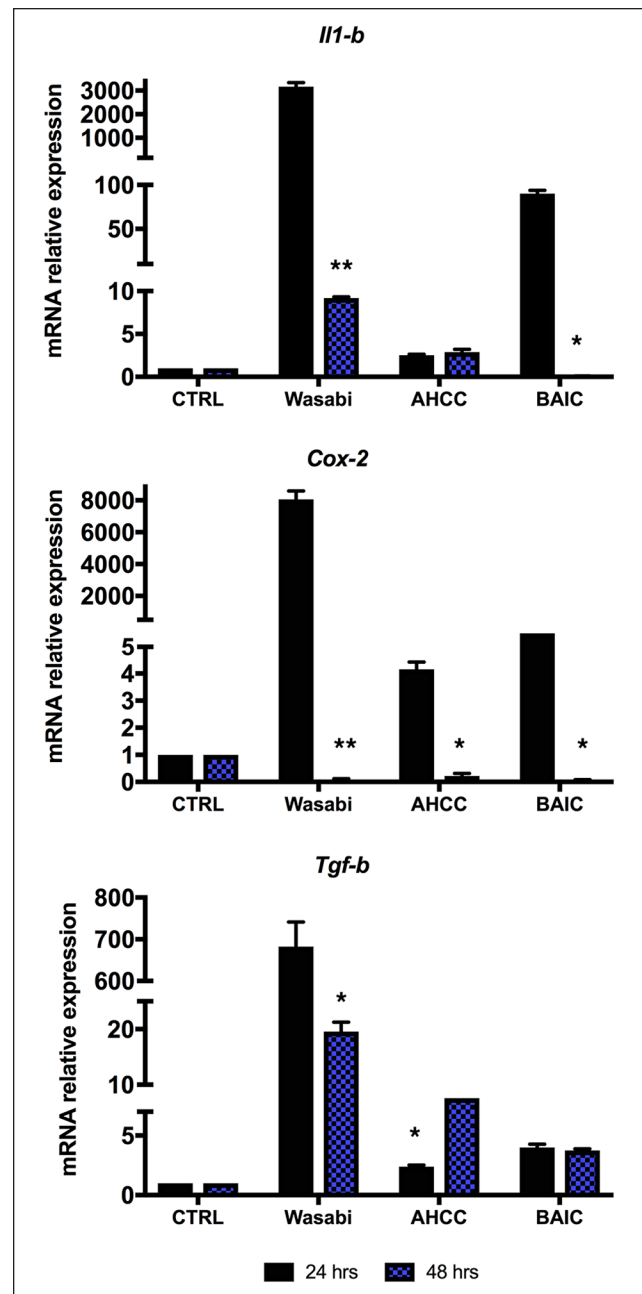 Il1-b
mRNA relative expression
3000
2000
1000
100
50
10
5
0
**
*
CTRL Wasabi AHCC BAIC
Cox-2
mRNA relative expression
8000
6000
4000
2000
5
4
3
2
1
0
** * *
CTRL Wasabi AHCC BAIC
Tgf-b
mRNA relative expression
800
700
600
20
10
5
0
*
*
CTRL Wasabi AHCC BAIC
24 hrs 48 hrs